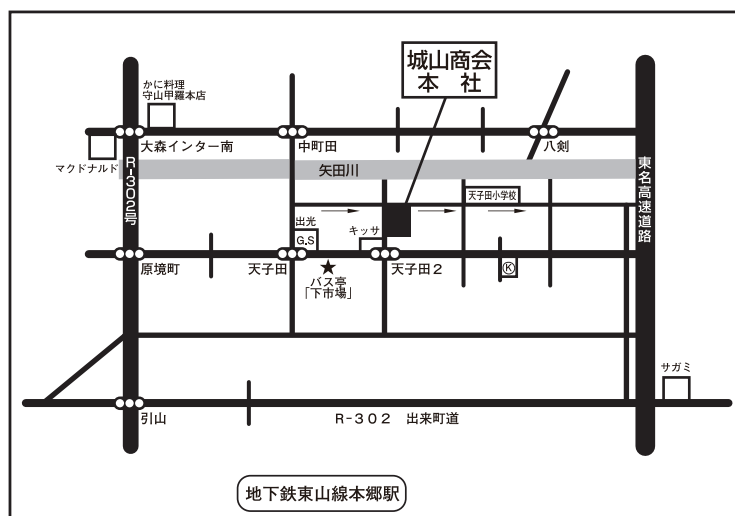 城山商会
本 社
かに料理
守山甲羅本店
大森インター南
中町田
八剣
マクドナルド
R-302号
矢田川
東名高速道路
天子田小学校
出光
G.S
キッサ
原境町
天子田
天子田2
K
★
バス亭
「下市場」
サガミ
引山
R-302 出来町道
地下鉄東山線本郷駅